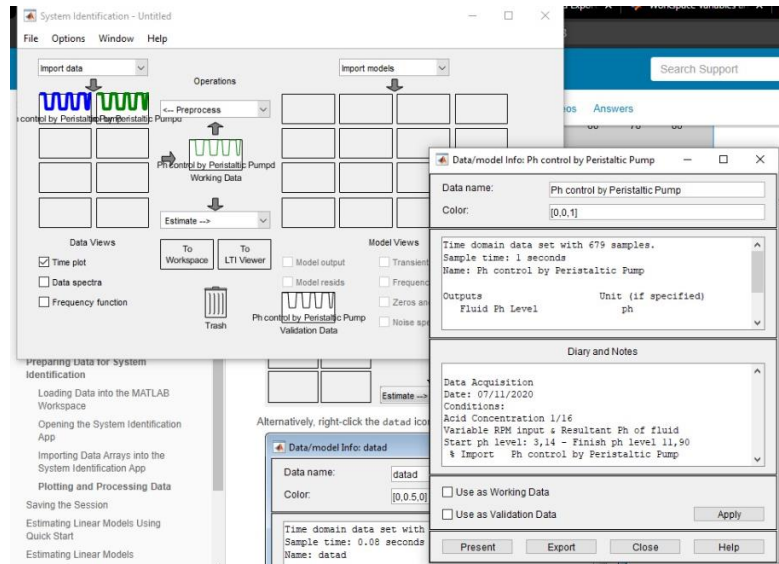 System Identification - Untitled
File Options Window Help
Import data
Operations
Import models
<-- Preprocess
Ph control by Peristaltic Pumpd
Working Data
Estimate -->
Data Views
To Workspace
To LTI Viewer
Model Views
Time plot
Data spectra
Frequency function
Model output
Model resids
Transient
Frequenc
Zeros an
Noise spe
Trash
Ph control by Peristaltic Pump
Validation Data
Search Support
Answers
Data/model Info: Ph control by Peristaltic Pump
Data name: Ph control by Peristaltic Pump
Color: [0,0,1]
Time domain data set with 679 samples.
Sample time: 1 seconds
Name: Ph control by Peristaltic Pump
Outputs Unit (if specified)
Fluid Ph Level ph
Diary and Notes
Data Acquisition
Date: 07/11/2020
Conditions:
Acid Concentration 1/16
Variable RPM input & Resultant Ph of fluid
Start ph level: 3,14 - Finish ph level 11,90
% Import Ph control by Peristaltic Pump
Use as Working Data
Use as Validation Data
Apply
Present Export Close Help
Preparing Data for System
Identification
Loading Data into the MATLAB
Workspace
Opening the System Identification
App
Importing Data Arrays into the
System Identification App
Plotting and Processing Data
Saving the Session
Estimating Linear Models Using
Quick Start
Estimating Linear Models
Estimate -->
Alternatively, right-click the datad ico
Data/model Info: datad
Data name: datad
Color: [0,0.5,0]
Time domain data set with
Sample time: 0.08 seconds
Name: datad